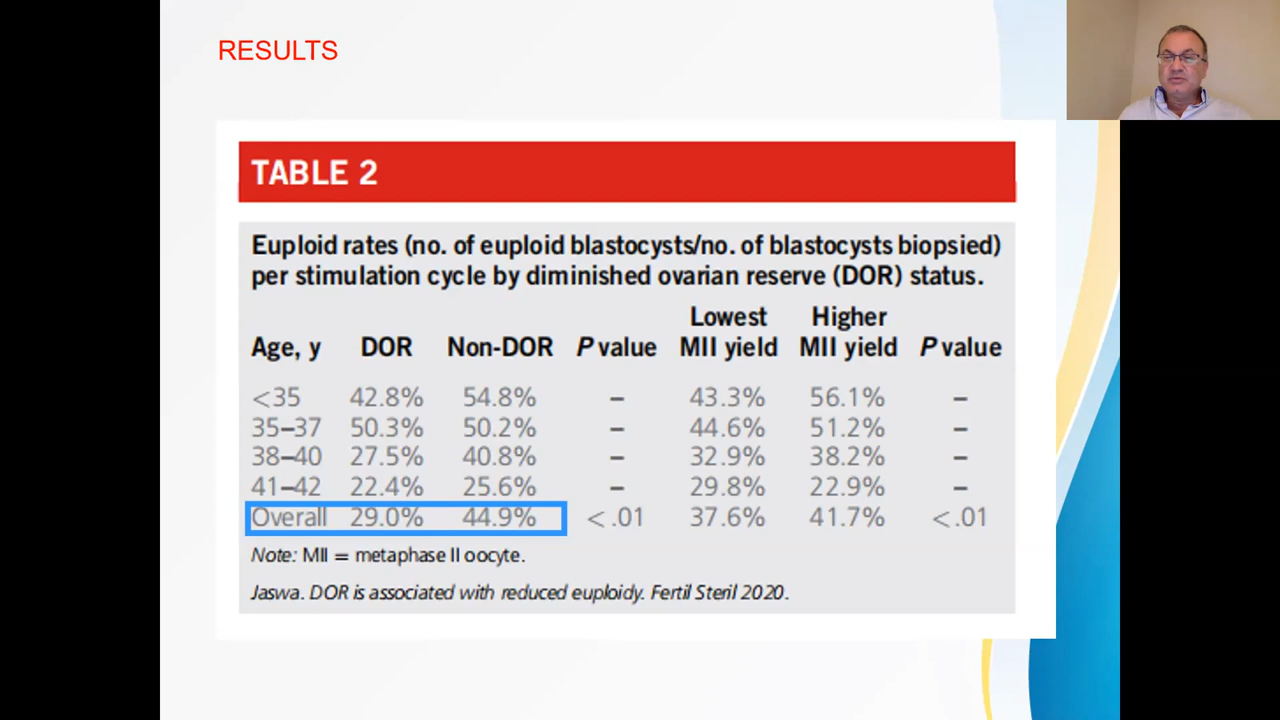 RESULTS
TABLE 2
Euploid rates (no. of euploid blastocysts/no. of blastocysts biopsied)
per stimulation cycle by diminished ovarian reserve (DOR) status.
Lowest Higher
Age, y DOR Non-DOR P value MII yield MII yield P value
<35 42.8% 54.8% – 43.3% 56.1% –
35–37 50.3% 50.2% – 44.6% 51.2% –
38–40 27.5% 40.8% – 32.9% 38.2% –
41–42 22.4% 25.6% – 29.8% 22.9% –
Overall 29.0% 44.9% <.01 37.6% 41.7% <.01
Note: MII = metaphase II oocyte.
Jaswa. DOR is associated with reduced euploidy. Fertil Steril 2020.